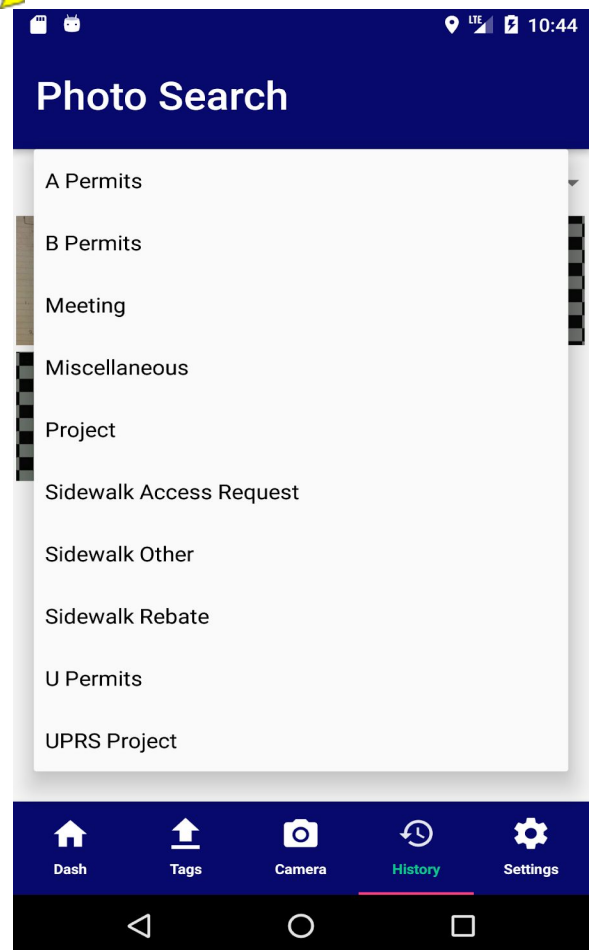 LTE 10:44
Photo Search
A Permits
B Permits
Meeting
Miscellaneous
Project
Sidewalk Access Request
Sidewalk Other
Sidewalk Rebate
U Permits
UPRS Project
Dash Tags Camera History Settings